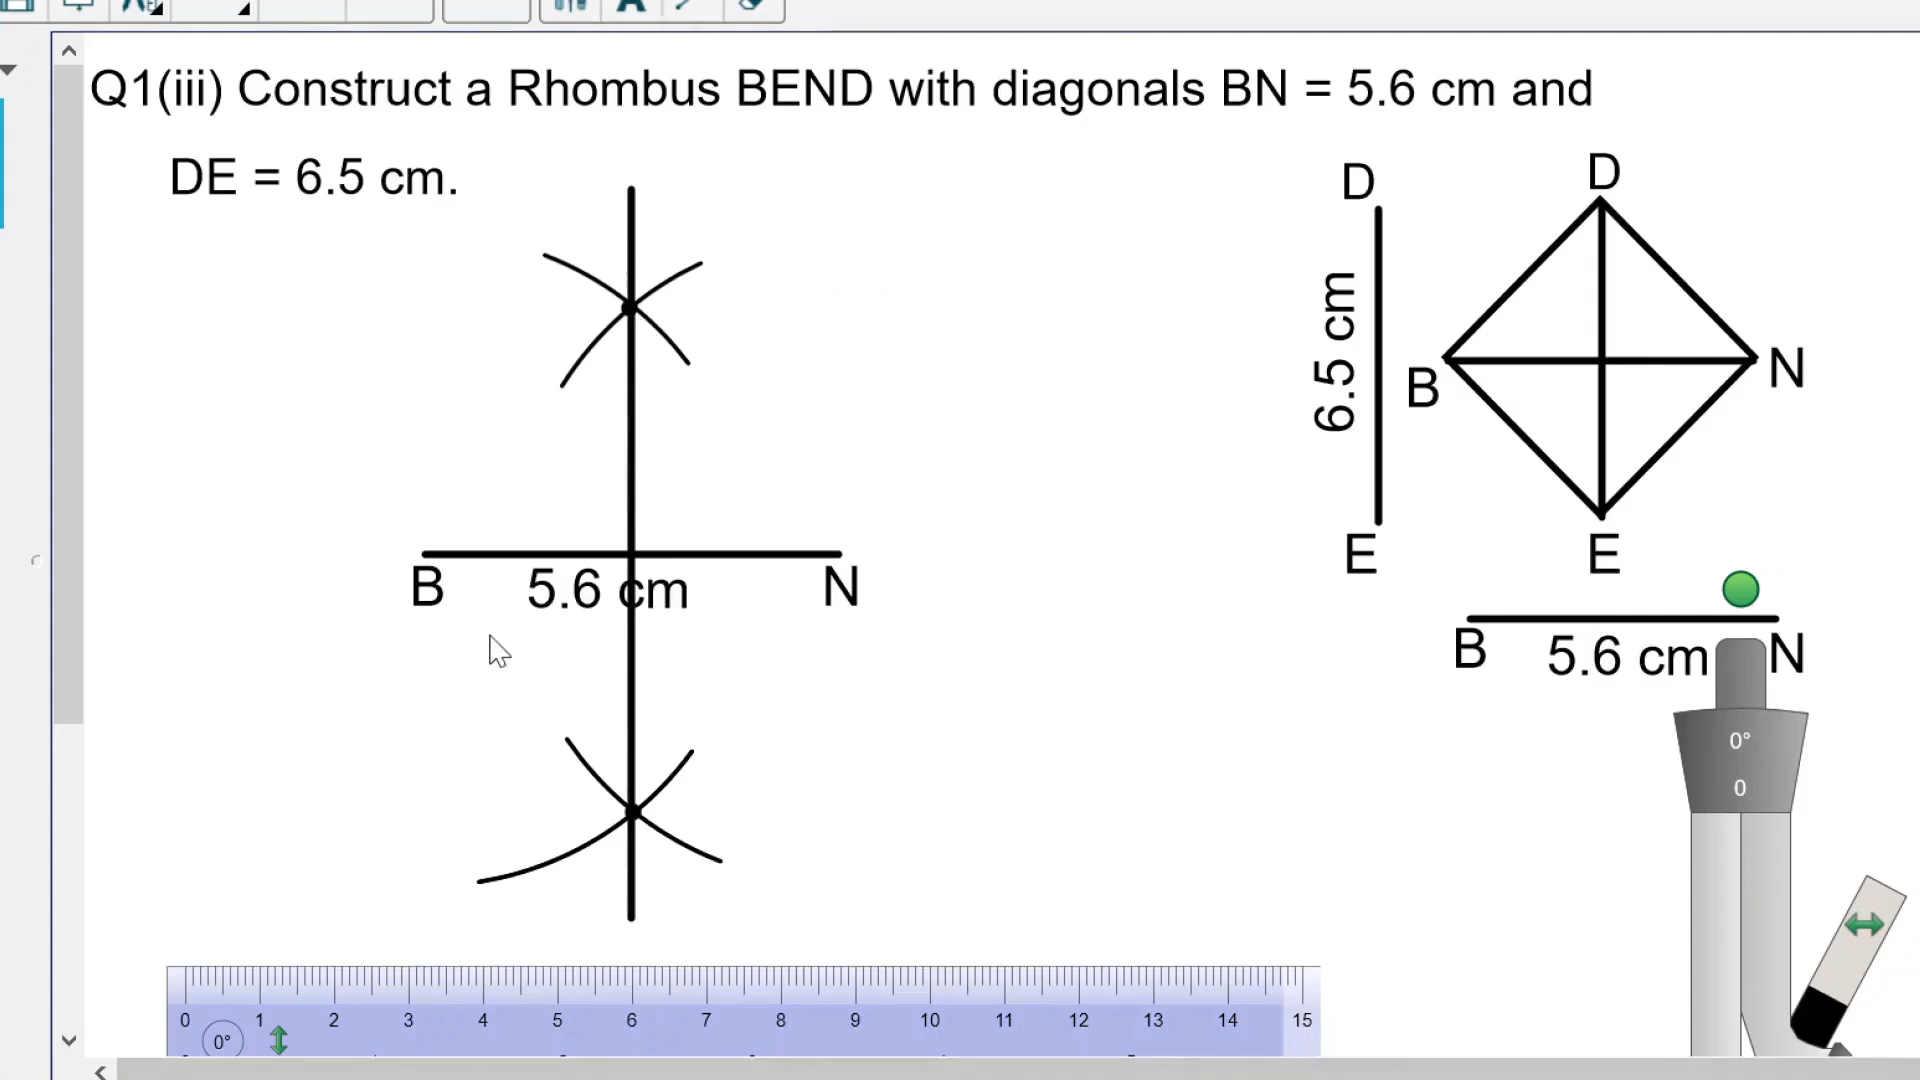 Q1(iii) Construct a Rhombus BEND with diagonals BN = 5.6 cm and
DE = 6.5 cm.
D
D
6.5 cm
B
N
E
E
B 5.6 cm N
B 5.6 cm N
0°
0
0 1 2 3 4 5 6 7 8 9 10 11 12 13 14 15
0°